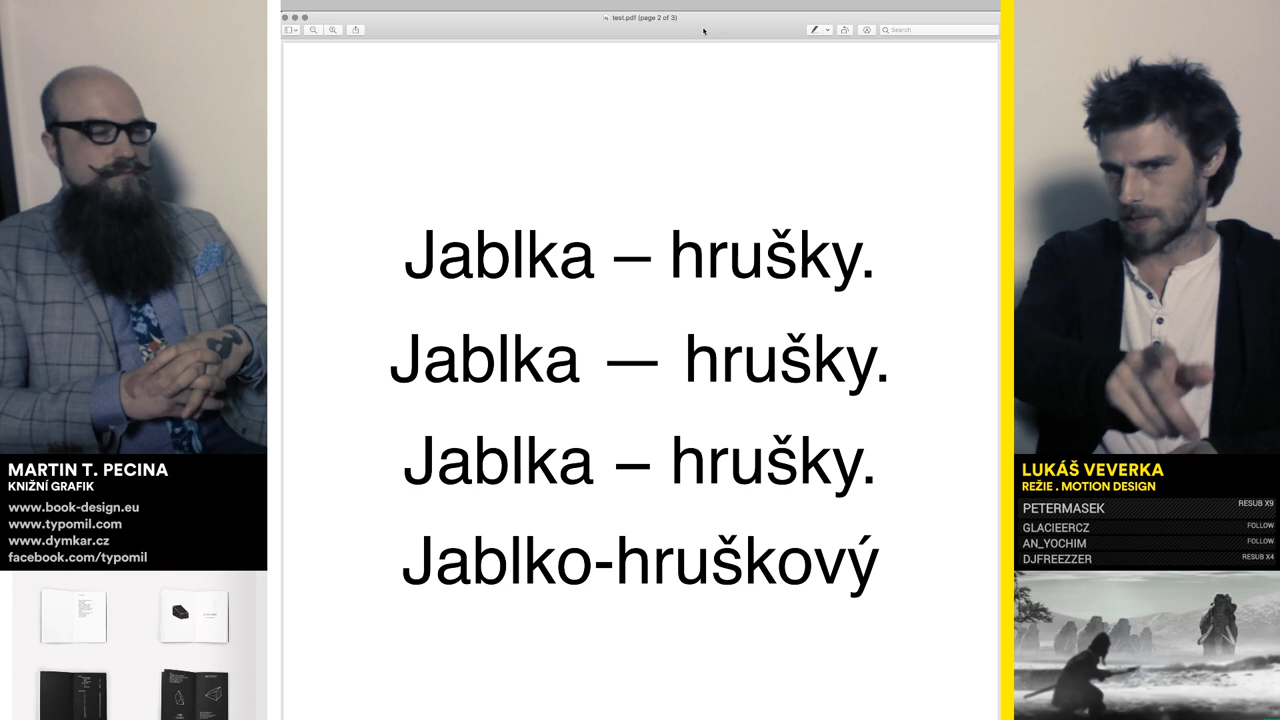 test.pdf (page 2 of 3)
Search
Jablka – hrušky.
Jablka — hrušky.
Jablka – hrušky.
Jablko-hruškový
MARTIN T. PECINA
KNIŽNÍ GRAFIK
www.book-design.eu
www.typomil.com
www.dymkar.cz
facebook.com/typomil
LUKÁŠ VEVERKA
REŽIE . MOTION DESIGN
PETERMASEK RESUB X9
GLACIEERCZ FOLLOW
AN_YOCHIM FOLLOW
DJFREEZZER RESUB X4